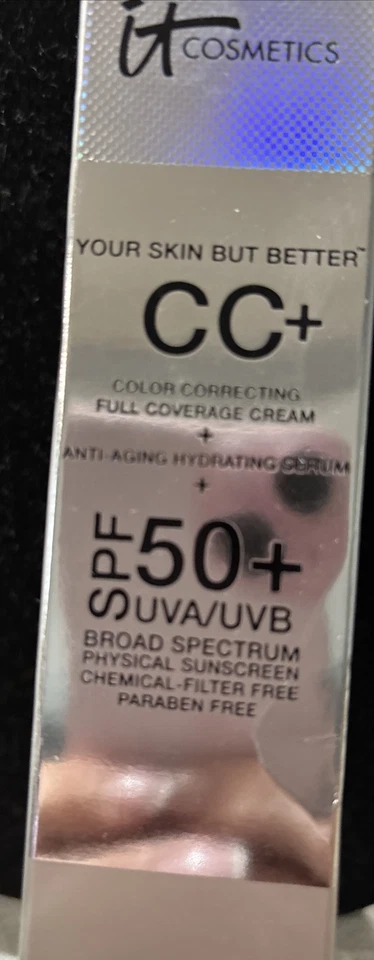 it COSMETICS
YOUR SKIN BUT BETTER™
CC+
COLOR CORRECTING
FULL COVERAGE CREAM
+
ANTI-AGING HYDRATING SERUM
+
SPF 50+
UVA/UVB
BROAD SPECTRUM
PHYSICAL SUNSCREEN
CHEMICAL-FILTER FREE
PARABEN FREE